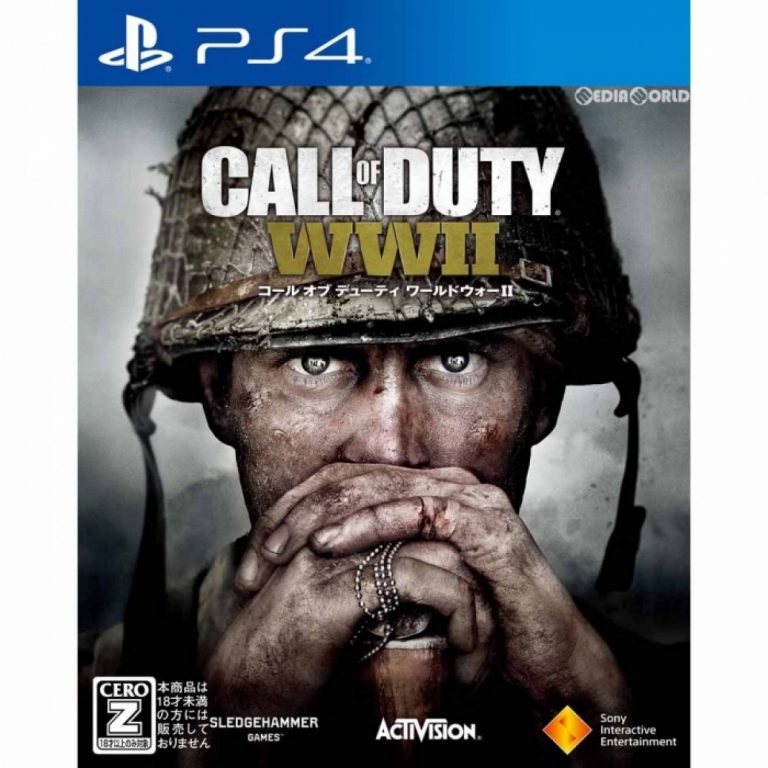 PS4
MEDIAWORLD
CALL OF DUTY®
WWII
コール オブ デューティ ワールドウォーII
CERO
Z
18才以上のみ対象
本商品は
18才未満
の方には
販売して
おりません
SLEDGEHAMMER
GAMES™
ACTIVISION®
Sony
Interactive
Entertainment